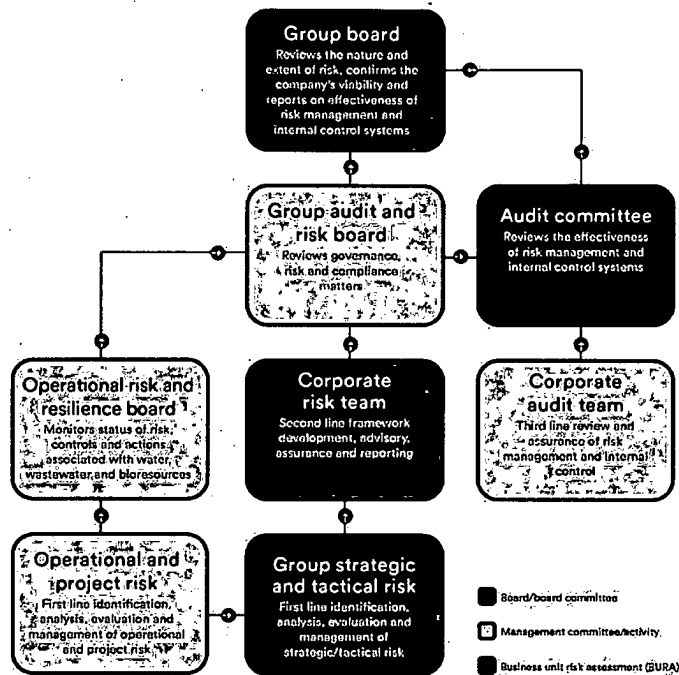 Group board
Reviews the nature and
extent of risk, confirms the
company's viability and
reports on effectiveness of
risk management and
internal control systems
Group audit and
risk board
Reviews governance,
risk and compliance
matters
Audit committee
Reviews the effectiveness
of risk management and
internal control systems
Operational risk and
resilience board
Monitors status of risk,
controls and actions
associated with water,
wastewater and bioresources
Corporate
risk team
Second line framework
development, advisory,
assurance and reporting
Corporate
audit team
Third line review and
assurance of risk
management and internal
control
Operational and
project risk
First line identification,
analysis, evaluation and
management of operational
and project risk
Group strategic
and tactical risk
First line identification,
analysis, evaluation and
management of
strategic/tactical risk
Board/board committee
Management committee/activity
Business unit risk assessment (BURA)